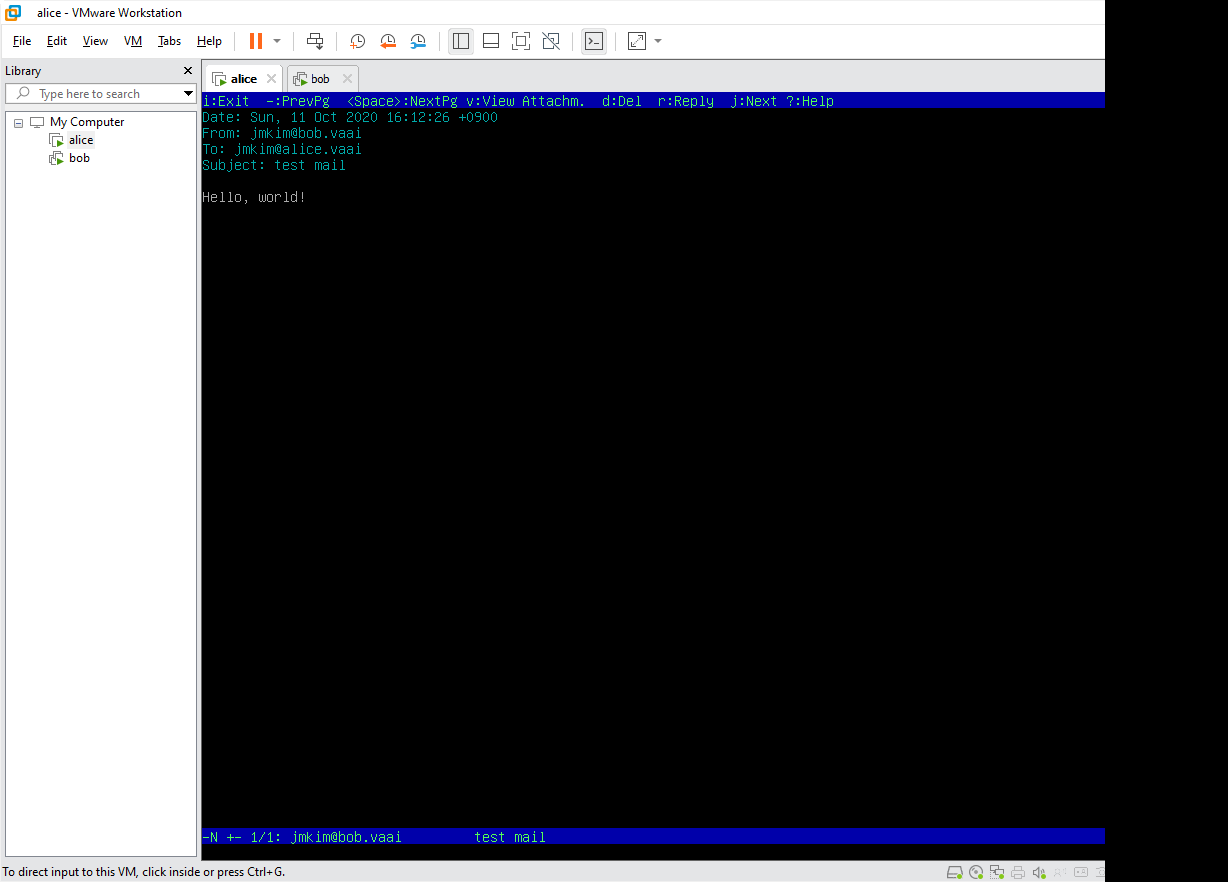 alice - VMware Workstation
File Edit View VM Tabs Help
Library
Type here to search
My Computer
alice
bob
alice bob
i:Exit -:PrevPg <Space>:NextPg v:View Attachm. d:Del r:Reply j:Next ?:Help
Date: Sun, 11 Oct 2020 16:12:26 +0900
From: jmkim@bob.vaai
To: jmkim@alice.vaai
Subject: test mail
Hello, world!
-N +- 1/1: jmkim@bob.vaai test mail
To direct input to this VM, click inside or press Ctrl+G.